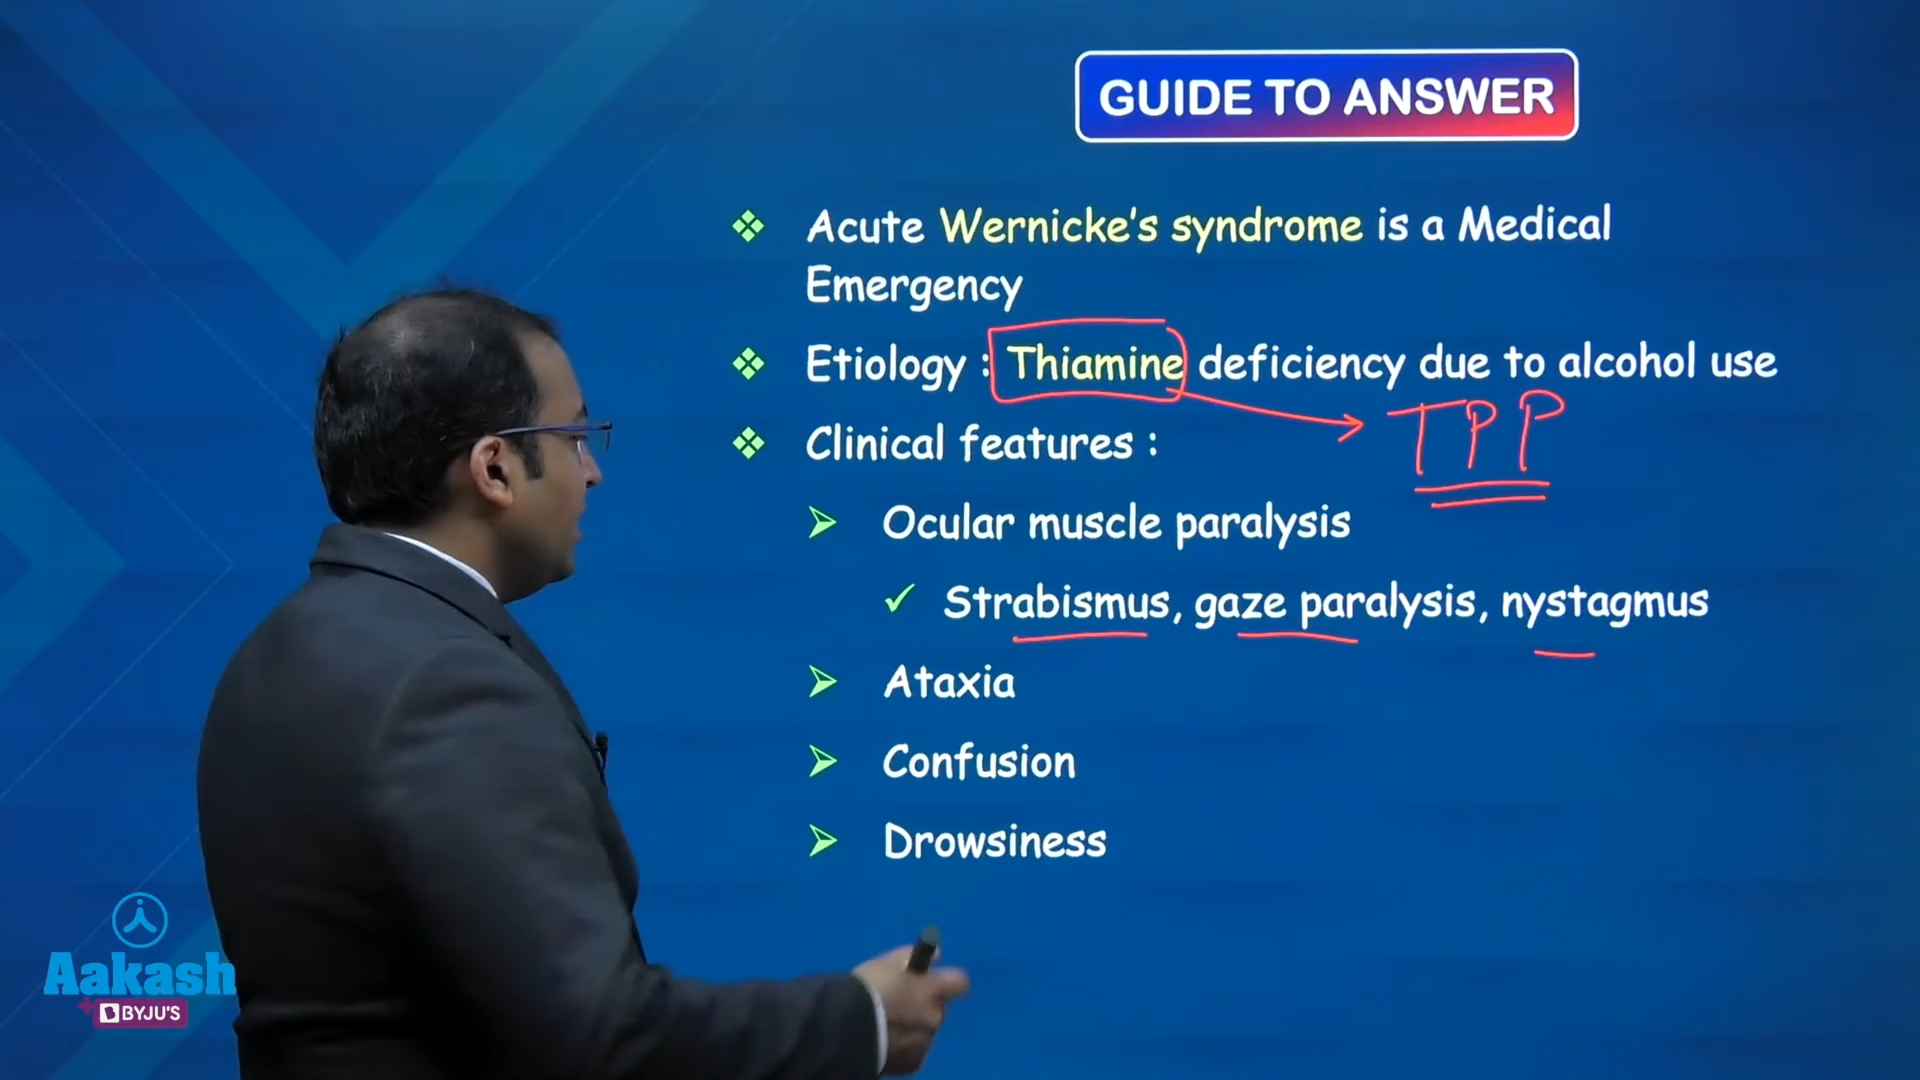 GUIDE TO ANSWER
Acute Wernicke's syndrome is a Medical
Emergency
Etiology : Thiamine deficiency due to alcohol use
TPP
Clinical features :
Ocular muscle paralysis
Strabismus, gaze paralysis, nystagmus
Ataxia
Confusion
Drowsiness
Aakash
+ BYJU'S